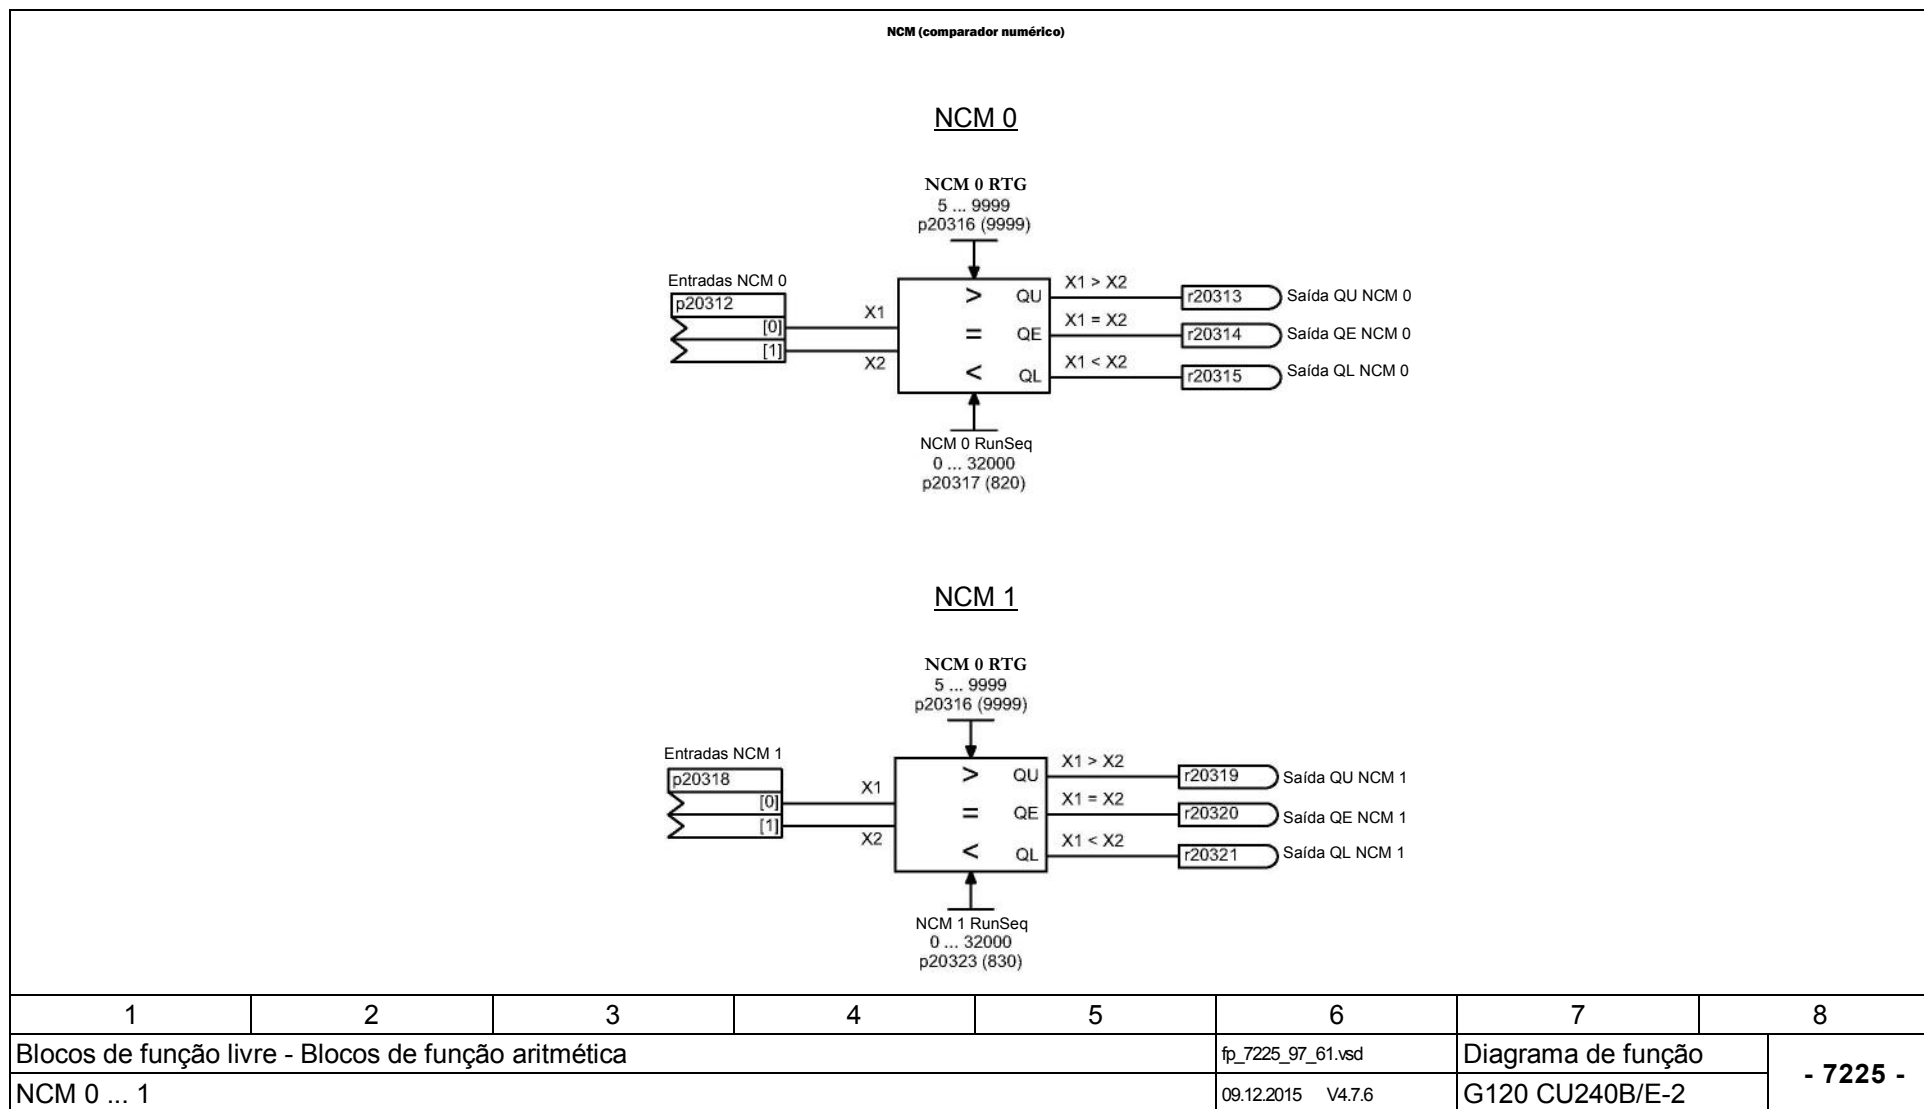 NCM (comparador numérico)
NCM 0
NCM 0 RTG
5 ... 9999
p20316 (9999)
Entradas NCM 0
p20312
[0]
[1]
X1
X2
> QU
= QE
< QL
X1 > X2
X1 = X2
X1 < X2
r20313
r20314
r20315
Saída QU NCM 0
Saída QE NCM 0
Saída QL NCM 0
NCM 0 RunSeq
0 ... 32000
p20317 (820)
NCM 1
NCM 0 RTG
5 ... 9999
p20316 (9999)
Entradas NCM 1
p20318
[0]
[1]
X1
X2
> QU
= QE
< QL
X1 > X2
X1 = X2
X1 < X2
r20319
r20320
r20321
Saída QU NCM 1
Saída QE NCM 1
Saída QL NCM 1
NCM 1 RunSeq
0 ... 32000
p20323 (830)
1 2 3 4 5 6 7 8
Blocos de função livre - Blocos de função aritmética
fp_7225_97_61.vsd
Diagrama de função
- 7225 -
NCM 0 ... 1
09.12.2015 V4.7.6
G120 CU240B/E-2